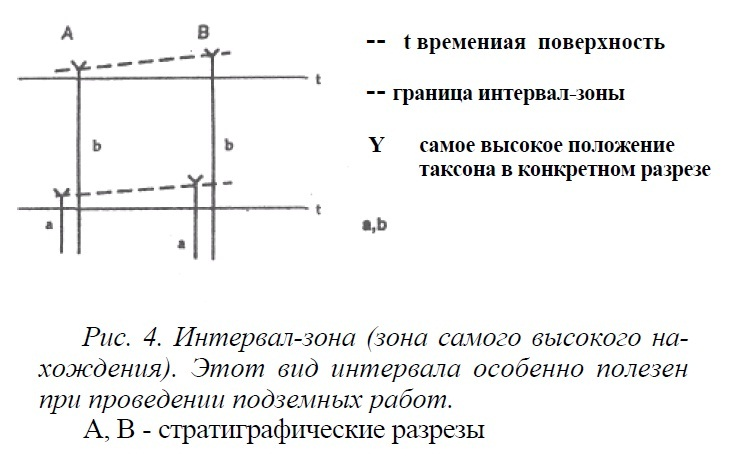 A B
-- t временная поверхность
t
-- граница интервал-зоны
b b
Y самое высокое положение
таксона в конкретном разрезе
t
a a
a,b
Рис. 4. Интервал-зона (зона самого высокого на-
хождения). Этот вид интервала особенно полезен
при проведении подземных работ.
А, В - стратиграфические разрезы